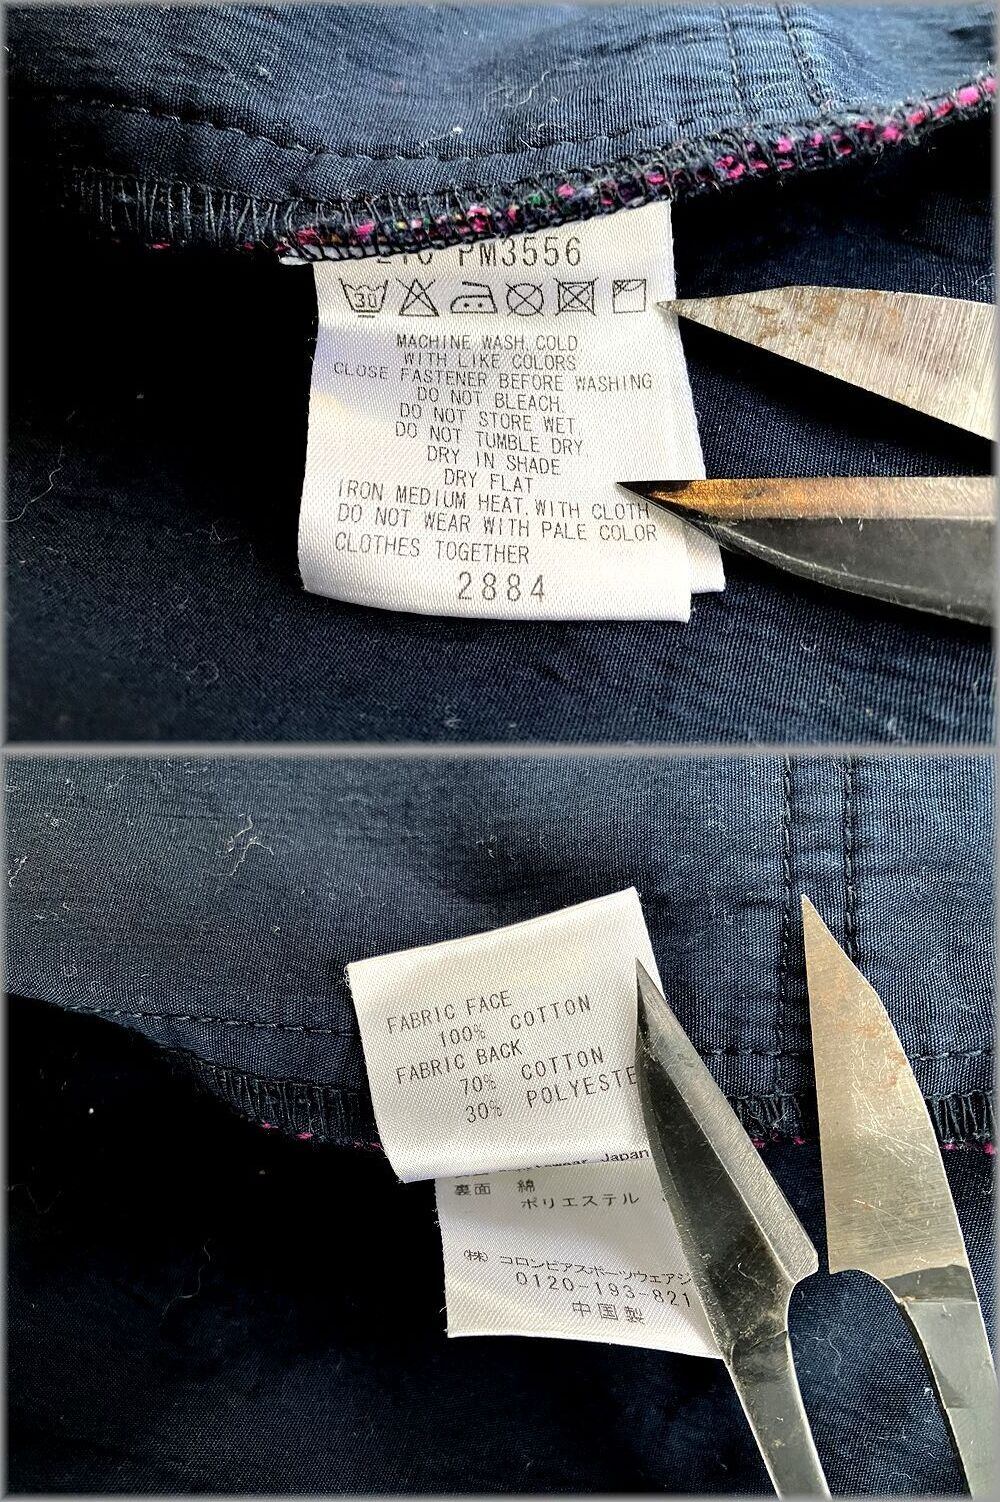 PM3556
30
MACHINE WASH, COLD
WITH LIKE COLORS
CLOSE FASTENER BEFORE WASHING
DO NOT BLEACH
DO NOT STORE WET,
DO NOT TUMBLE DRY
DRY IN SHADE
DRY FLAT
IRON MEDIUM HEAT, WITH CLOTH
DO NOT WEAR WITH PALE COLOR
CLOTHES TOGETHER
2884
FABRIC FACE
100% COTTON
FABRIC BACK
70% COTTON
30% POLYESTE
Japan
裏面 綿
ポリエステル
(株) コロンビアスポーツウェアジ
0120-193-821
中国製